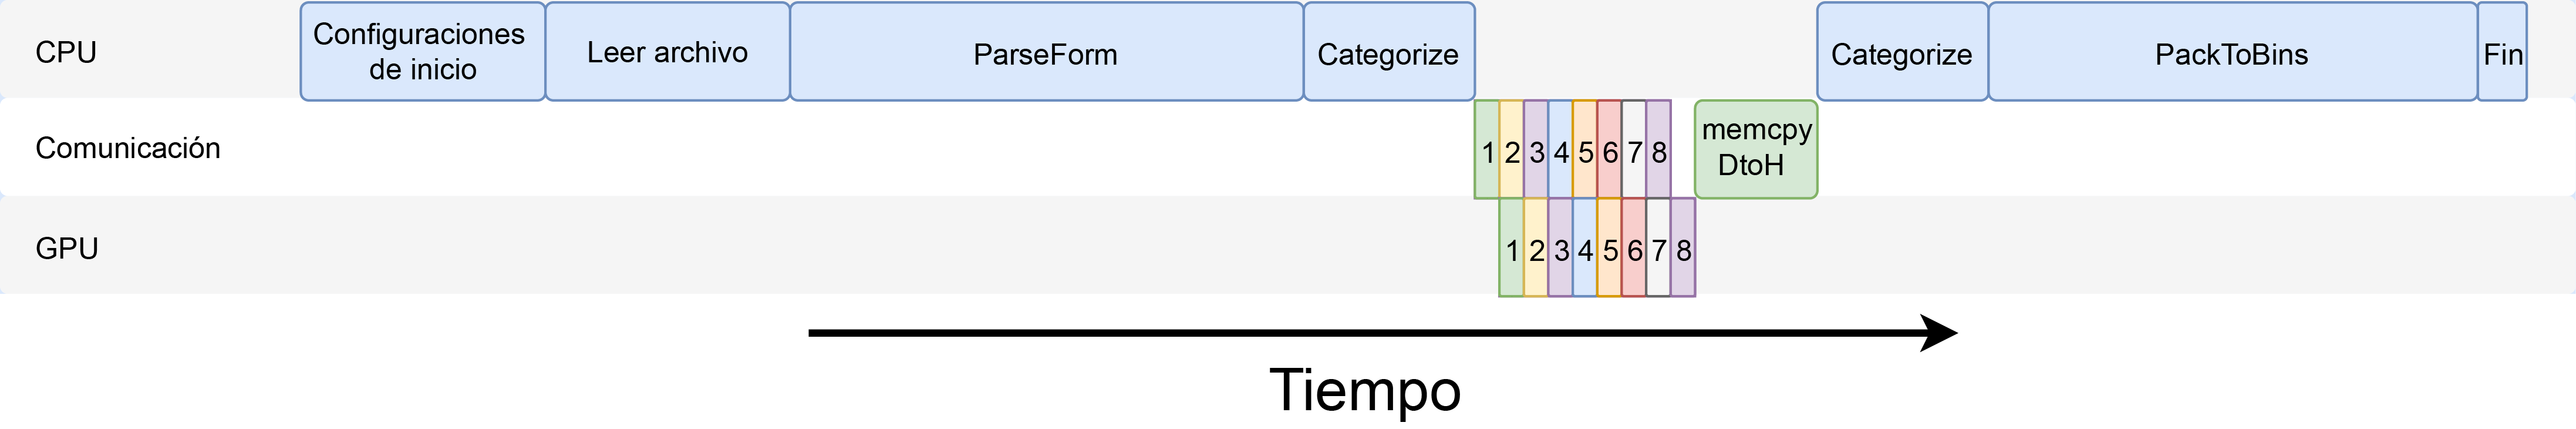 CPU
Configuraciones
de inicio
Leer archivo
ParseForm
Categorize
Categorize
PackToBins
Fin
Comunicación
1 2 3 4 5 6 7 8
memcpy
DtoH
GPU
1 2 3 4 5 6 7 8
Tiempo